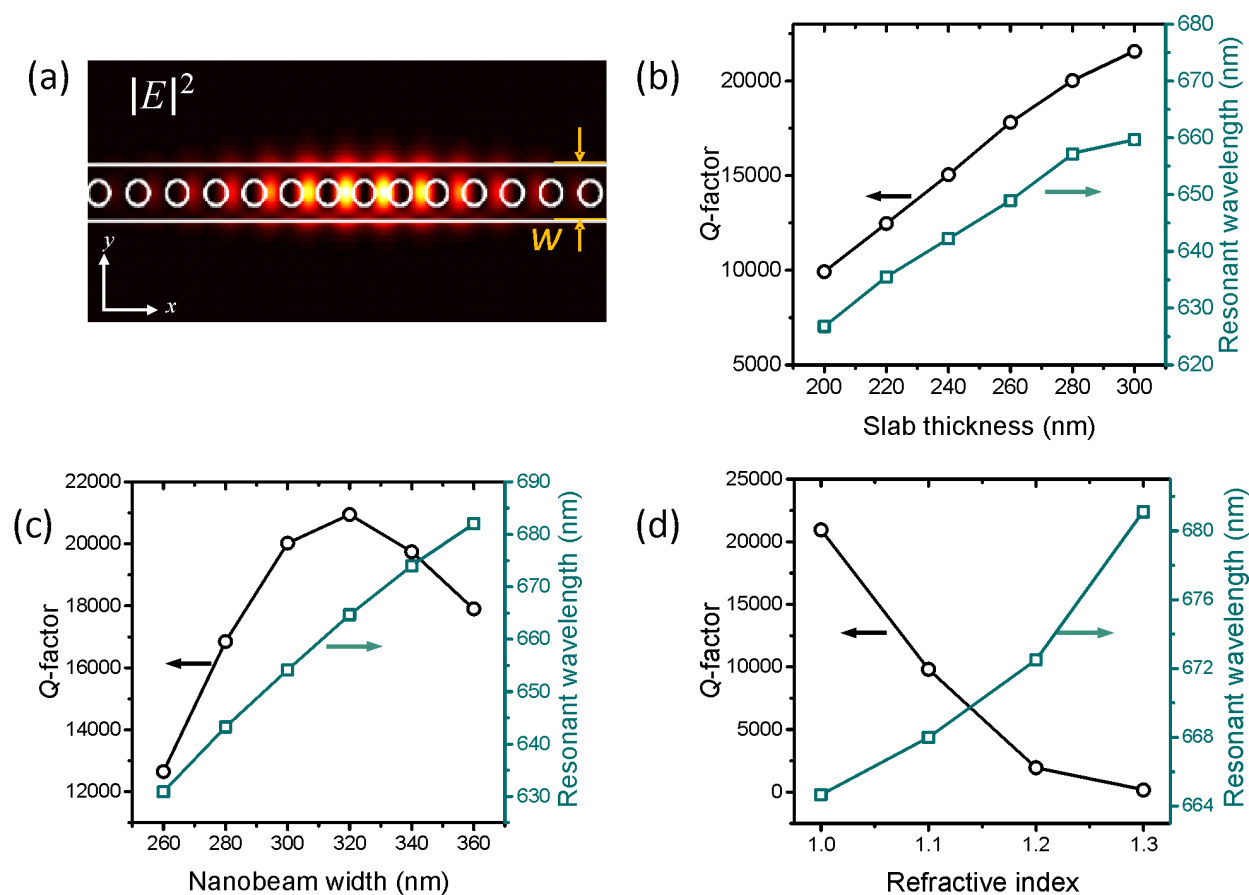 (a)
|E|²
w
y
x
(b)
20000
15000
10000
5000
Q-factor
680
670
660
650
640
630
620
Resonant wavelength (nm)
200 220 240 260 280 300
Slab thickness (nm)
(c)
22000
20000
18000
16000
14000
12000
Q-factor
690
680
670
660
650
640
630
Resonant wavelength (nm)
260 280 300 320 340 360
Nanobeam width (nm)
(d)
25000
20000
15000
10000
5000
0
Q-factor
680
676
672
668
664
Resonant wavelength (nm)
1.0 1.1 1.2 1.3
Refractive index